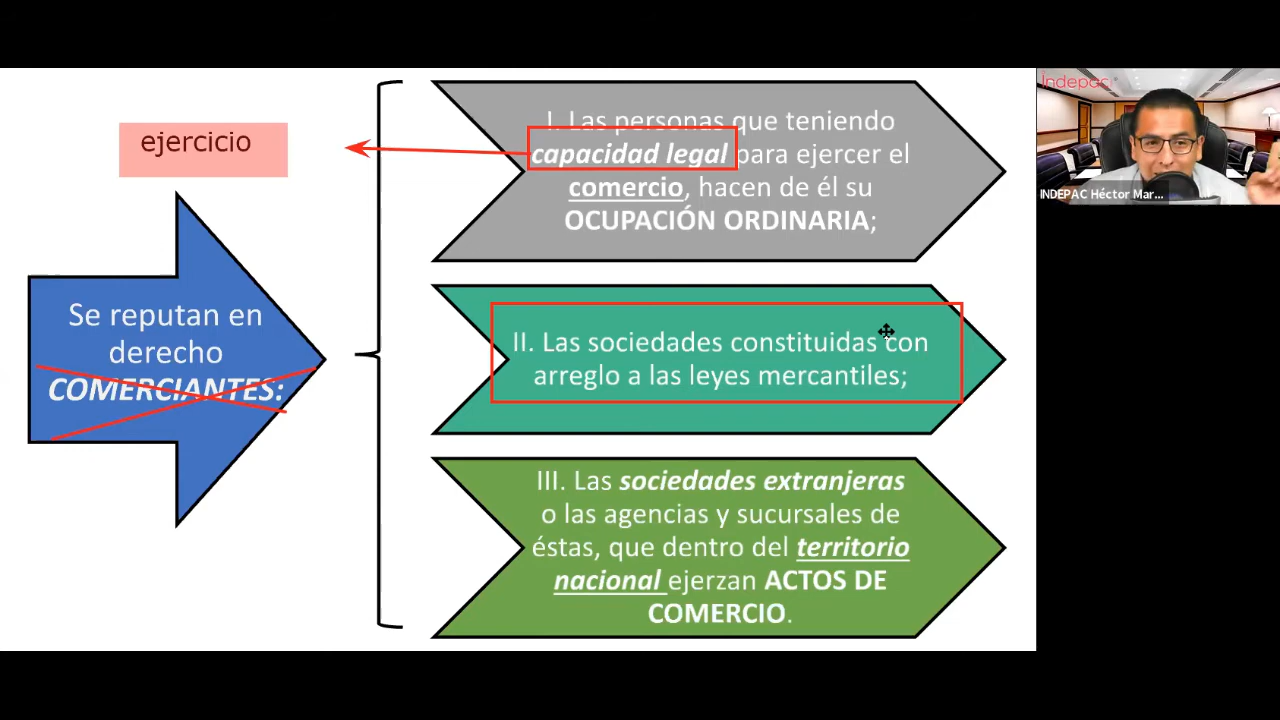 ejercicio
Se reputan en
derecho
COMERCIANTES:
I. Las personas que teniendo
capacidad legal para ejercer el
comercio, hacen de él su
OCUPACIÓN ORDINARIA;
II. Las sociedades constituidas con
arreglo a las leyes mercantiles;
III. Las sociedades extranjeras
o las agencias y sucursales de
éstas, que dentro del territorio
nacional ejerzan ACTOS DE
COMERCIO.
Indepac
INDEPAC Héctor Mar...